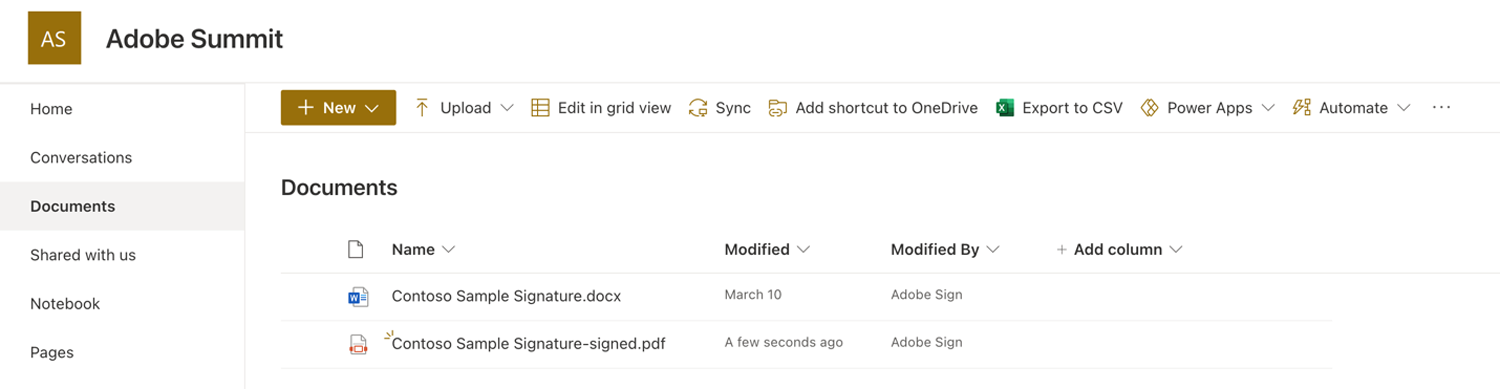 AS Adobe Summit
Home
Conversations
Documents
Shared with us
Notebook
Pages
+ New Upload Edit in grid view Sync Add shortcut to OneDrive Export to CSV Power Apps Automate ···
Documents
Name Modified Modified By + Add column
Contoso Sample Signature.docx March 10 Adobe Sign
Contoso Sample Signature-signed.pdf A few seconds ago Adobe Sign